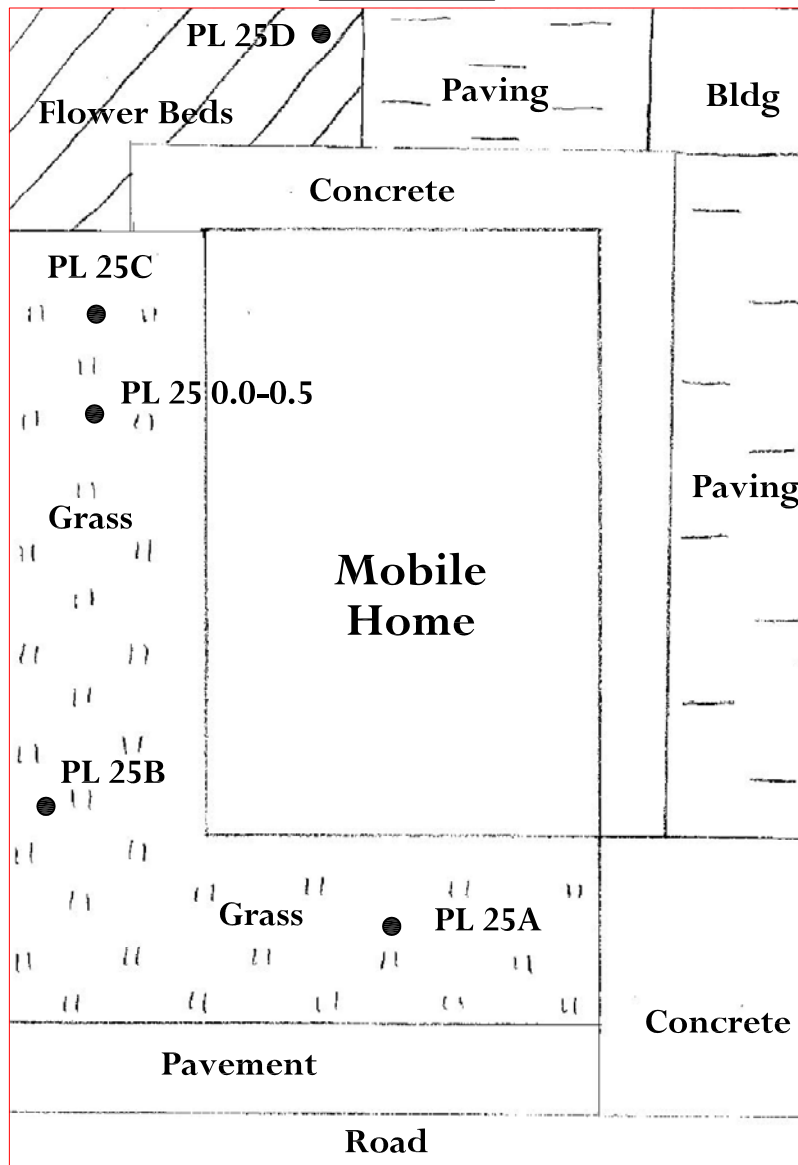 PL 25D
Flower Beds
Paving
Bldg
Concrete
PL 25C
PL 25 0.0-0.5
Grass
Paving
Mobile
Home
PL 25B
Grass
PL 25A
Concrete
Pavement
Road